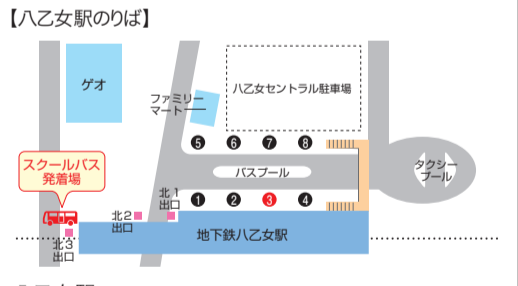 【八乙女駅のりば】
ゲオ
ファミリー
マート
八乙女セントラル駐車場
5 6 7 8
スクールバス
発着場
バスプール
タクシー
プール
北1
出口
1 2 3 4
北2
出口
地下鉄八乙女駅
北3
出口